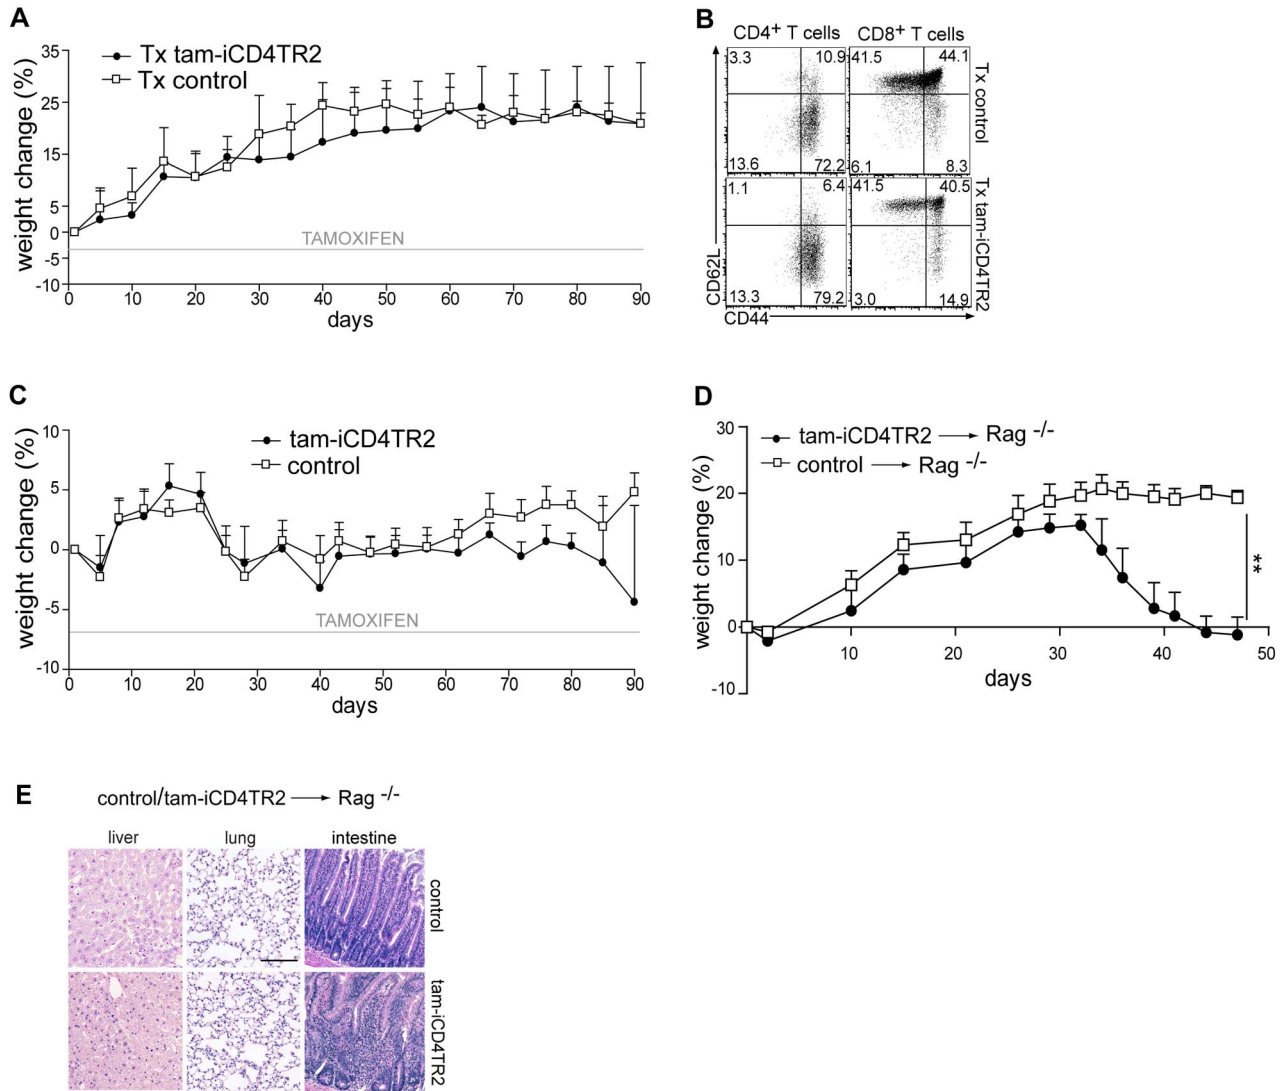 A
35
25
15
5
0
-5
-10
weight change (%)
Tx tam-iCD4TR2
Tx control
TAMOXIFEN
0 10 20 30 40 50 60 70 80 90
days
B
CD4+ T cells CD8+ T cells
3.3 10.9 41.5 44.1
13.6 72.2 6.1 8.3
Tx control
1.1 6.4 41.5 40.5
13.3 79.2 3.0 14.9
Tx tam-iCD4TR2
CD62L
CD44
C
10
5
0
-5
-10
weight change (%)
tam-iCD4TR2
control
TAMOXIFEN
0 10 20 30 40 50 60 70 80 90
days
D
30
20
10
0
-10
weight change (%)
tam-iCD4TR2 → Rag -/-
control → Rag -/-
**
10 20 30 40 50
days
E
control/tam-iCD4TR2 → Rag -/-
liver lung intestine
control
tam-iCD4TR2